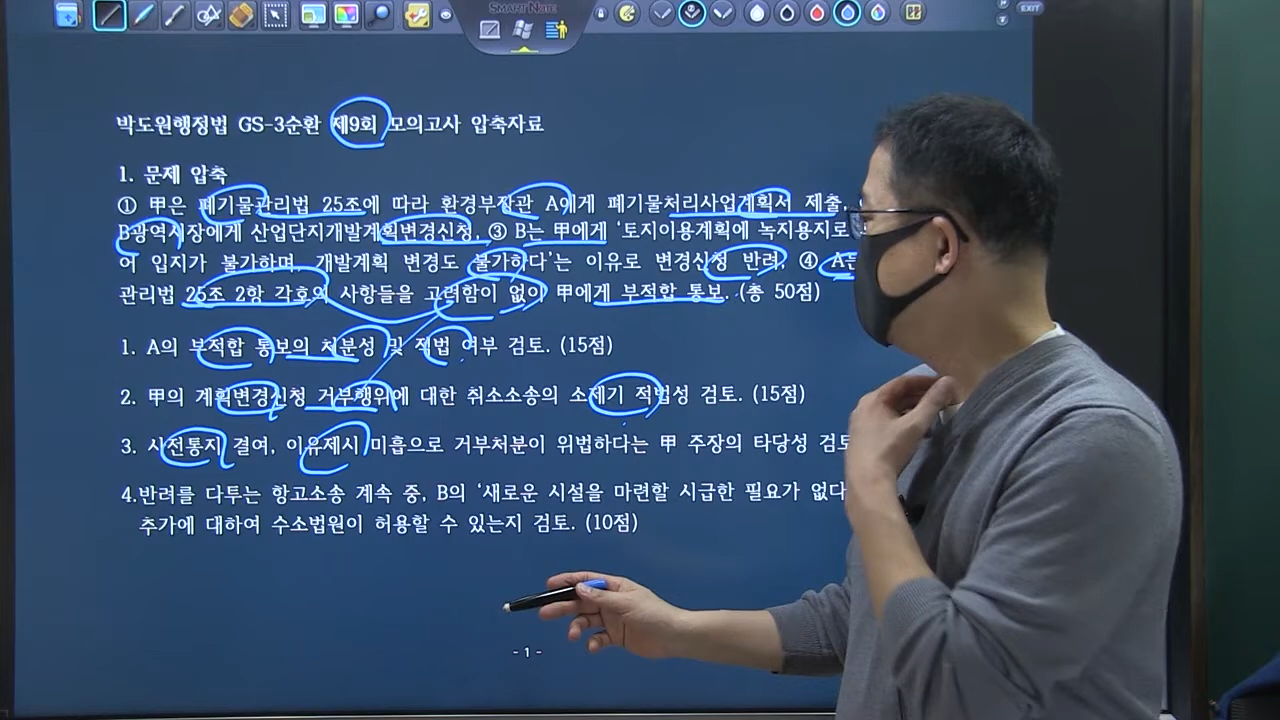 SMART NOTE
EXIT
박도원행정법 GS-3순환 제9회 모의고사 압축자료
1. 문제 압축
① 甲은 폐기물관리법 25조에 따라 환경부장관 A에게 폐기물처리사업계획서 제출,
B광역시장에게 산업단지개발계획변경신청, ③ B는 甲에게 '토지이용계획에 녹지용지로
어 입지가 불가하며, 개발계획 변경도 불가하다'는 이유로 변경신청 반려, ④ A는
관리법 25조 2항 각호의 사항들을 고려함이 없이 甲에게 부적합 통보. (총 50점)
1. A의 부적합 통보의 처분성 및 적법 여부 검토. (15점)
2. 甲의 계획변경신청 거부행위에 대한 취소소송의 소제기 적법성 검토. (15점)
3. 사전통지 결여, 이유제시 미흡으로 거부처분이 위법하다는 甲 주장의 타당성 검토
4.반려를 다투는 항고소송 계속 중, B의 '새로운 시설을 마련할 시급한 필요가 없다
추가에 대하여 수소법원이 허용할 수 있는지 검토. (10점)
- 1 -